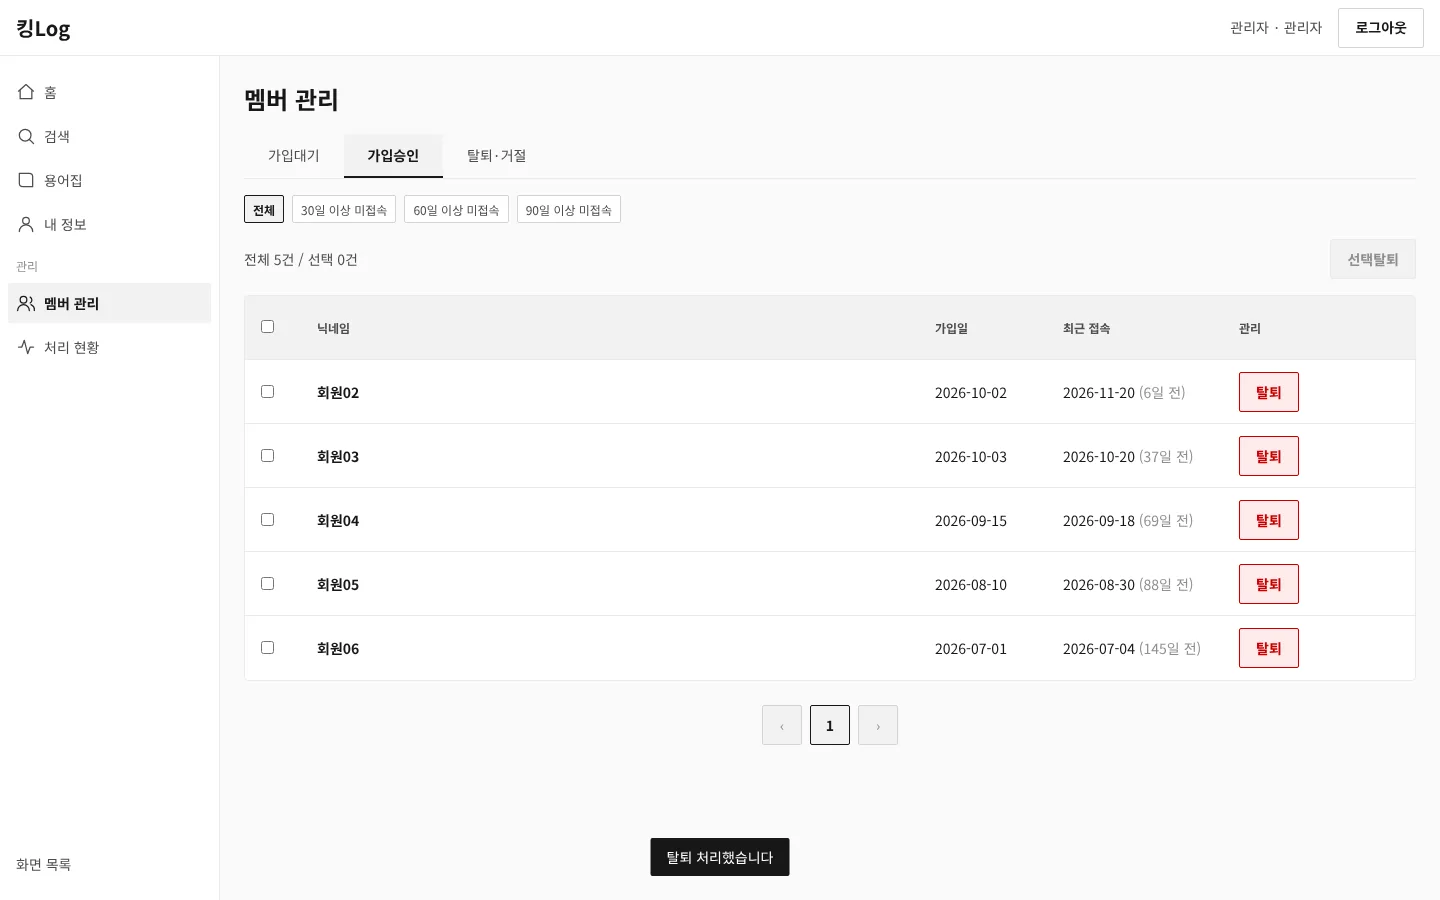 킹Log
관리자 · 관리자
로그아웃
홈
검색
용어집
내 정보
관리
멤버 관리
처리 현황
화면 목록
멤버 관리
가입대기
가입승인
탈퇴·거절
전체
30일 이상 미접속
60일 이상 미접속
90일 이상 미접속
전체 5건 / 선택 0건
선택탈퇴
닉네임 가입일 최근 접속 관리
회원02 2026-10-02 2026-11-20 (6일 전) 탈퇴
회원03 2026-10-03 2026-10-20 (37일 전) 탈퇴
회원04 2026-09-15 2026-09-18 (69일 전) 탈퇴
회원05 2026-08-10 2026-08-30 (88일 전) 탈퇴
회원06 2026-07-01 2026-07-04 (145일 전) 탈퇴
‹ 1 ›
탈퇴 처리했습니다